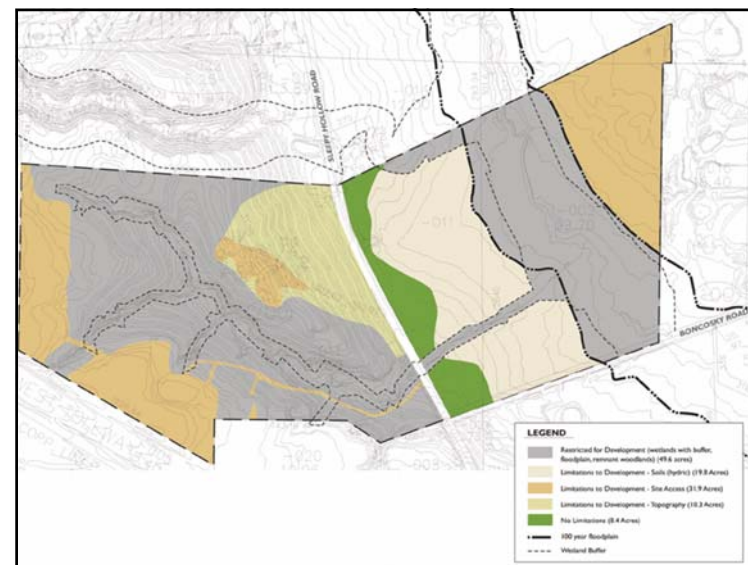 SLEEPY HOLLOW ROAD
BONCOSKY ROAD
LEGEND
Restricted for Development (wetlands with buffer,
floodplain, remnant woodlands) (49.6 acres)
Limitations to Development - Soils (hydric) (19.8 Acres)
Limitations to Development - Site Access (31.9 Acres)
Limitations to Development - Topography (10.3 Acres)
No Limitations (8.4 Acres)
100 year floodplain
Wetland Buffer